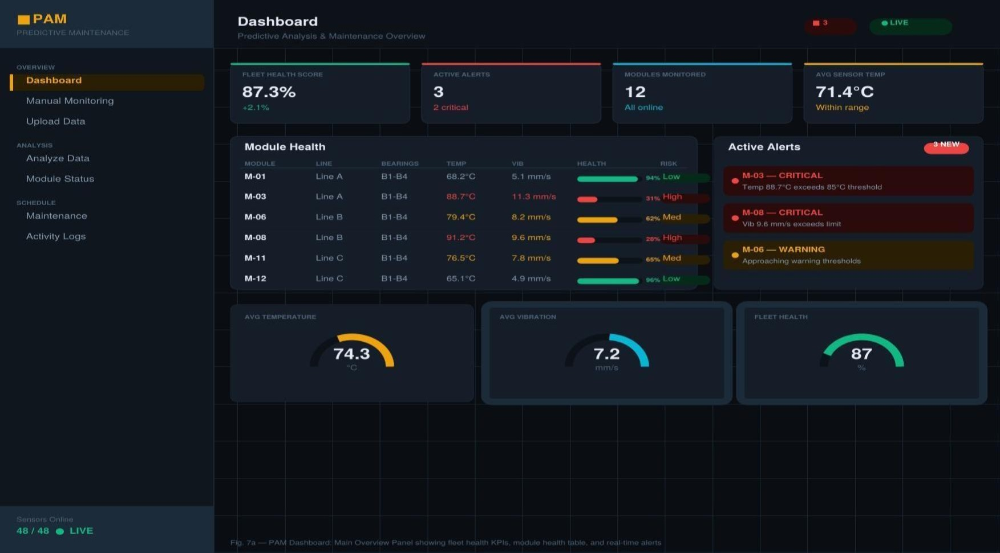 PAM
PREDICTIVE MAINTENANCE
OVERVIEW
Dashboard
Manual Monitoring
Upload Data
ANALYSIS
Analyze Data
Module Status
SCHEDULE
Maintenance
Activity Logs
Sensors Online
48 / 48 LIVE
Dashboard
Predictive Analysis & Maintenance Overview
3
LIVE
FLEET HEALTH SCORE
87.3%
+2.1%
ACTIVE ALERTS
3
2 critical
MODULES MONITORED
12
All online
AVG SENSOR TEMP
71.4°C
Within range
Module Health
MODULE LINE BEARINGS TEMP VIB HEALTH RISK
M-01 Line A B1-B4 68.2°C 5.1 mm/s 94% Low
M-03 Line A B1-B4 88.7°C 11.3 mm/s 31% High
M-06 Line B B1-B4 79.4°C 8.2 mm/s 62% Med
M-08 Line B B1-B4 91.2°C 9.6 mm/s 28% High
M-11 Line C B1-B4 76.5°C 7.8 mm/s 65% Med
M-12 Line C B1-B4 65.1°C 4.9 mm/s 96% Low
Active Alerts
3 NEW
M-03 — CRITICAL
Temp 88.7°C exceeds 85°C threshold
M-08 — CRITICAL
Vib 9.6 mm/s exceeds limit
M-06 — WARNING
Approaching warning thresholds
AVG TEMPERATURE
74.3
°C
AVG VIBRATION
7.2
mm/s
FLEET HEALTH
87
%
Fig. 7a — PAM Dashboard: Main Overview Panel showing fleet health KPIs, module health table, and real-time alerts